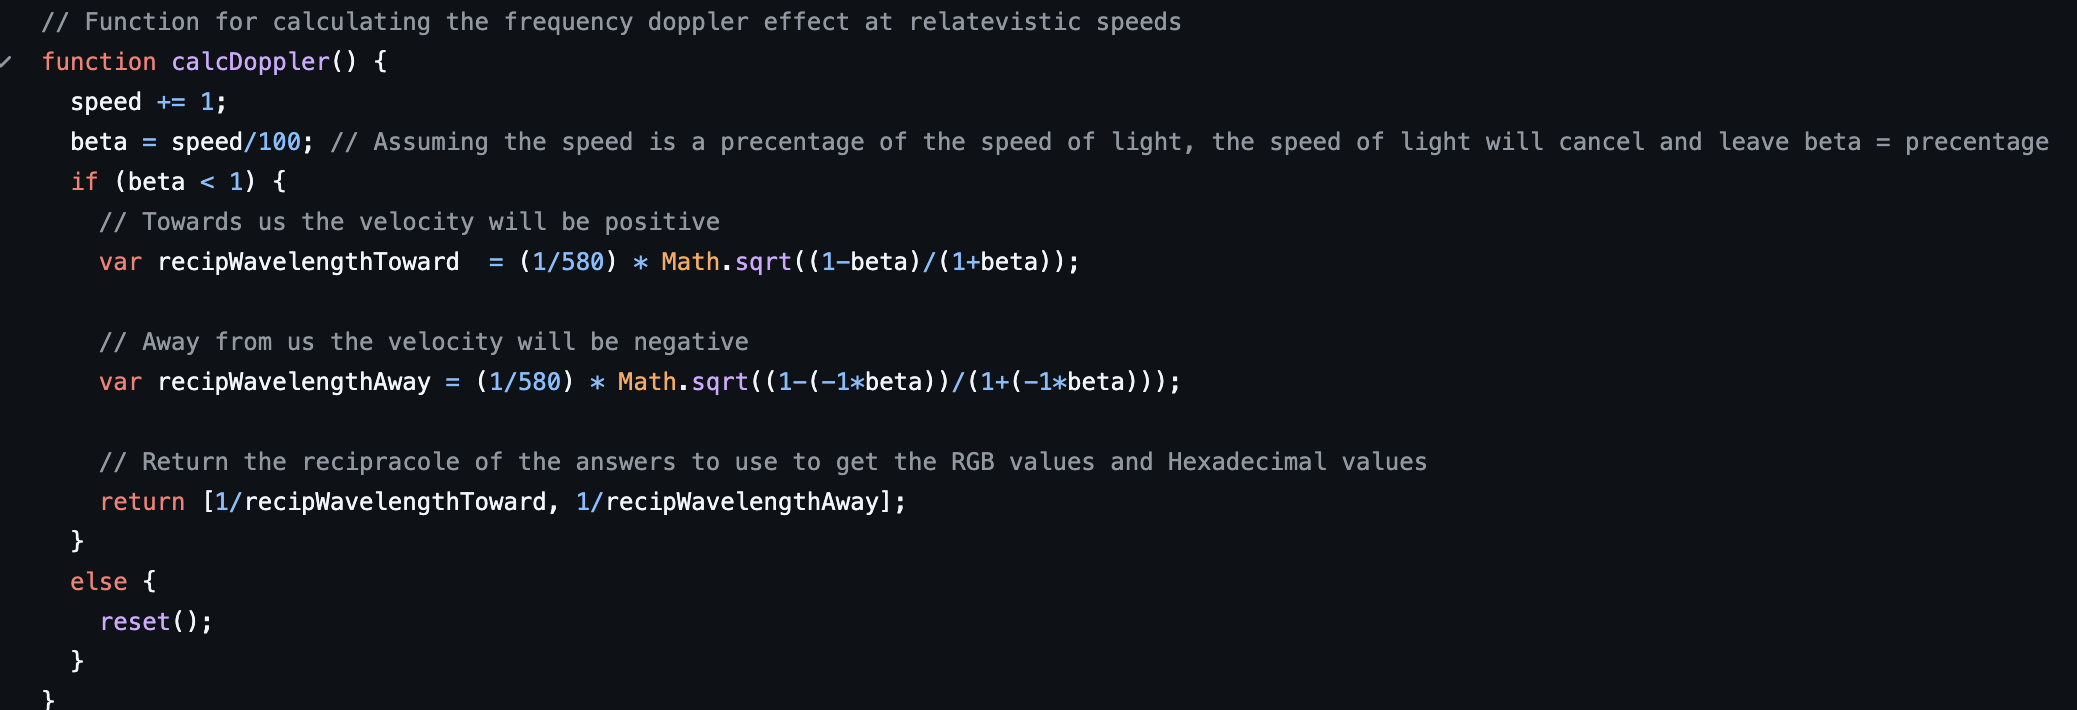 // Function for calculating the frequency doppler effect at relatevistic speeds
function calcDoppler() {
speed += 1;
beta = speed/100; // Assuming the speed is a precentage of the speed of light, the speed of light will cancel and leave beta = precentage
if (beta < 1) {
// Towards us the velocity will be positive
var recipWavelengthToward  = (1/580) * Math.sqrt((1-beta)/(1+beta));
// Away from us the velocity will be negative
var recipWavelengthAway = (1/580) * Math.sqrt((1-(-1*beta))/(1+(-1*beta)));
// Return the recipracole of the answers to use to get the RGB values and Hexadecimal values
return [1/recipWavelengthToward, 1/recipWavelengthAway];
}
else {
reset();
}
}